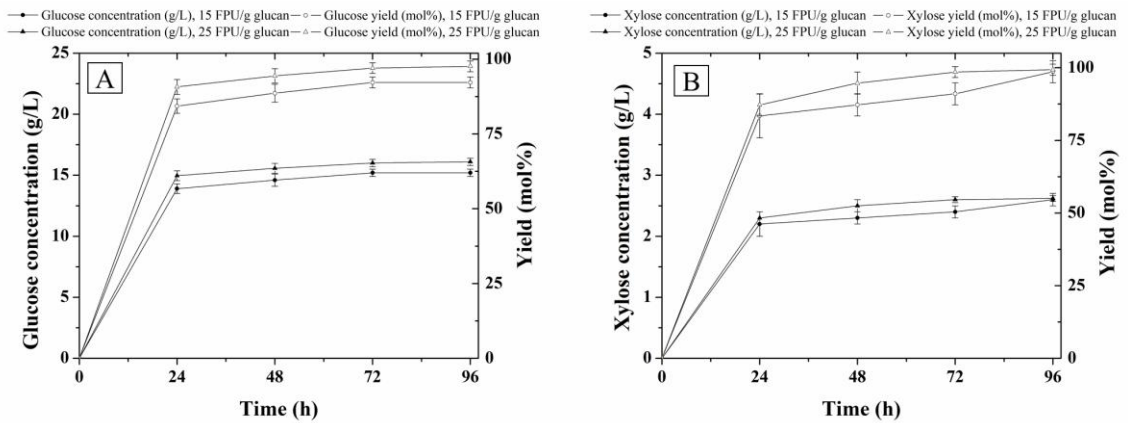 Glucose concentration (g/L), 15 FPU/g glucan Glucose yield (mol%), 15 FPU/g glucan
Glucose concentration (g/L), 25 FPU/g glucan Glucose yield (mol%), 25 FPU/g glucan
A
25
20
15
10
5
0
Glucose concentration (g/L)
100
75
50
25
0
Yield (mol%)
0 24 48 72 96
Time (h)
Xylose concentration (g/L), 15 FPU/g glucan Xylose yield (mol%), 15 FPU/g glucan
Xylose concentration (g/L), 25 FPU/g glucan Xylose yield (mol%), 25 FPU/g glucan
B
5
4
3
2
1
0
Xylose concentration (g/L)
100
75
50
25
0
Yield (mol%)
0 24 48 72 96
Time (h)